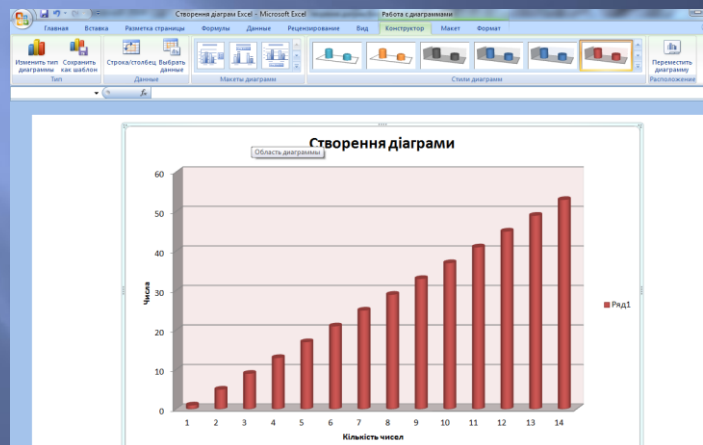 Створення діаграм Excel - Microsoft Excel
Работа с диаграммами
Главная Вставка Разметка страницы Формулы Данные Рецензирование Вид Конструктор Макет Формат
Изменить тип диаграммы
Сохранить как шаблон
Строка/столбец
Выбрать данные
Переместить диаграмму
Тип Данные Макеты диаграмм Стили диаграмм Расположение
fx
Створення діаграми
Область диаграммы
60
50
40
30
20
10
0
Числа
Ряд1
1 2 3 4 5 6 7 8 9 10 11 12 13 14
Кількість чисел